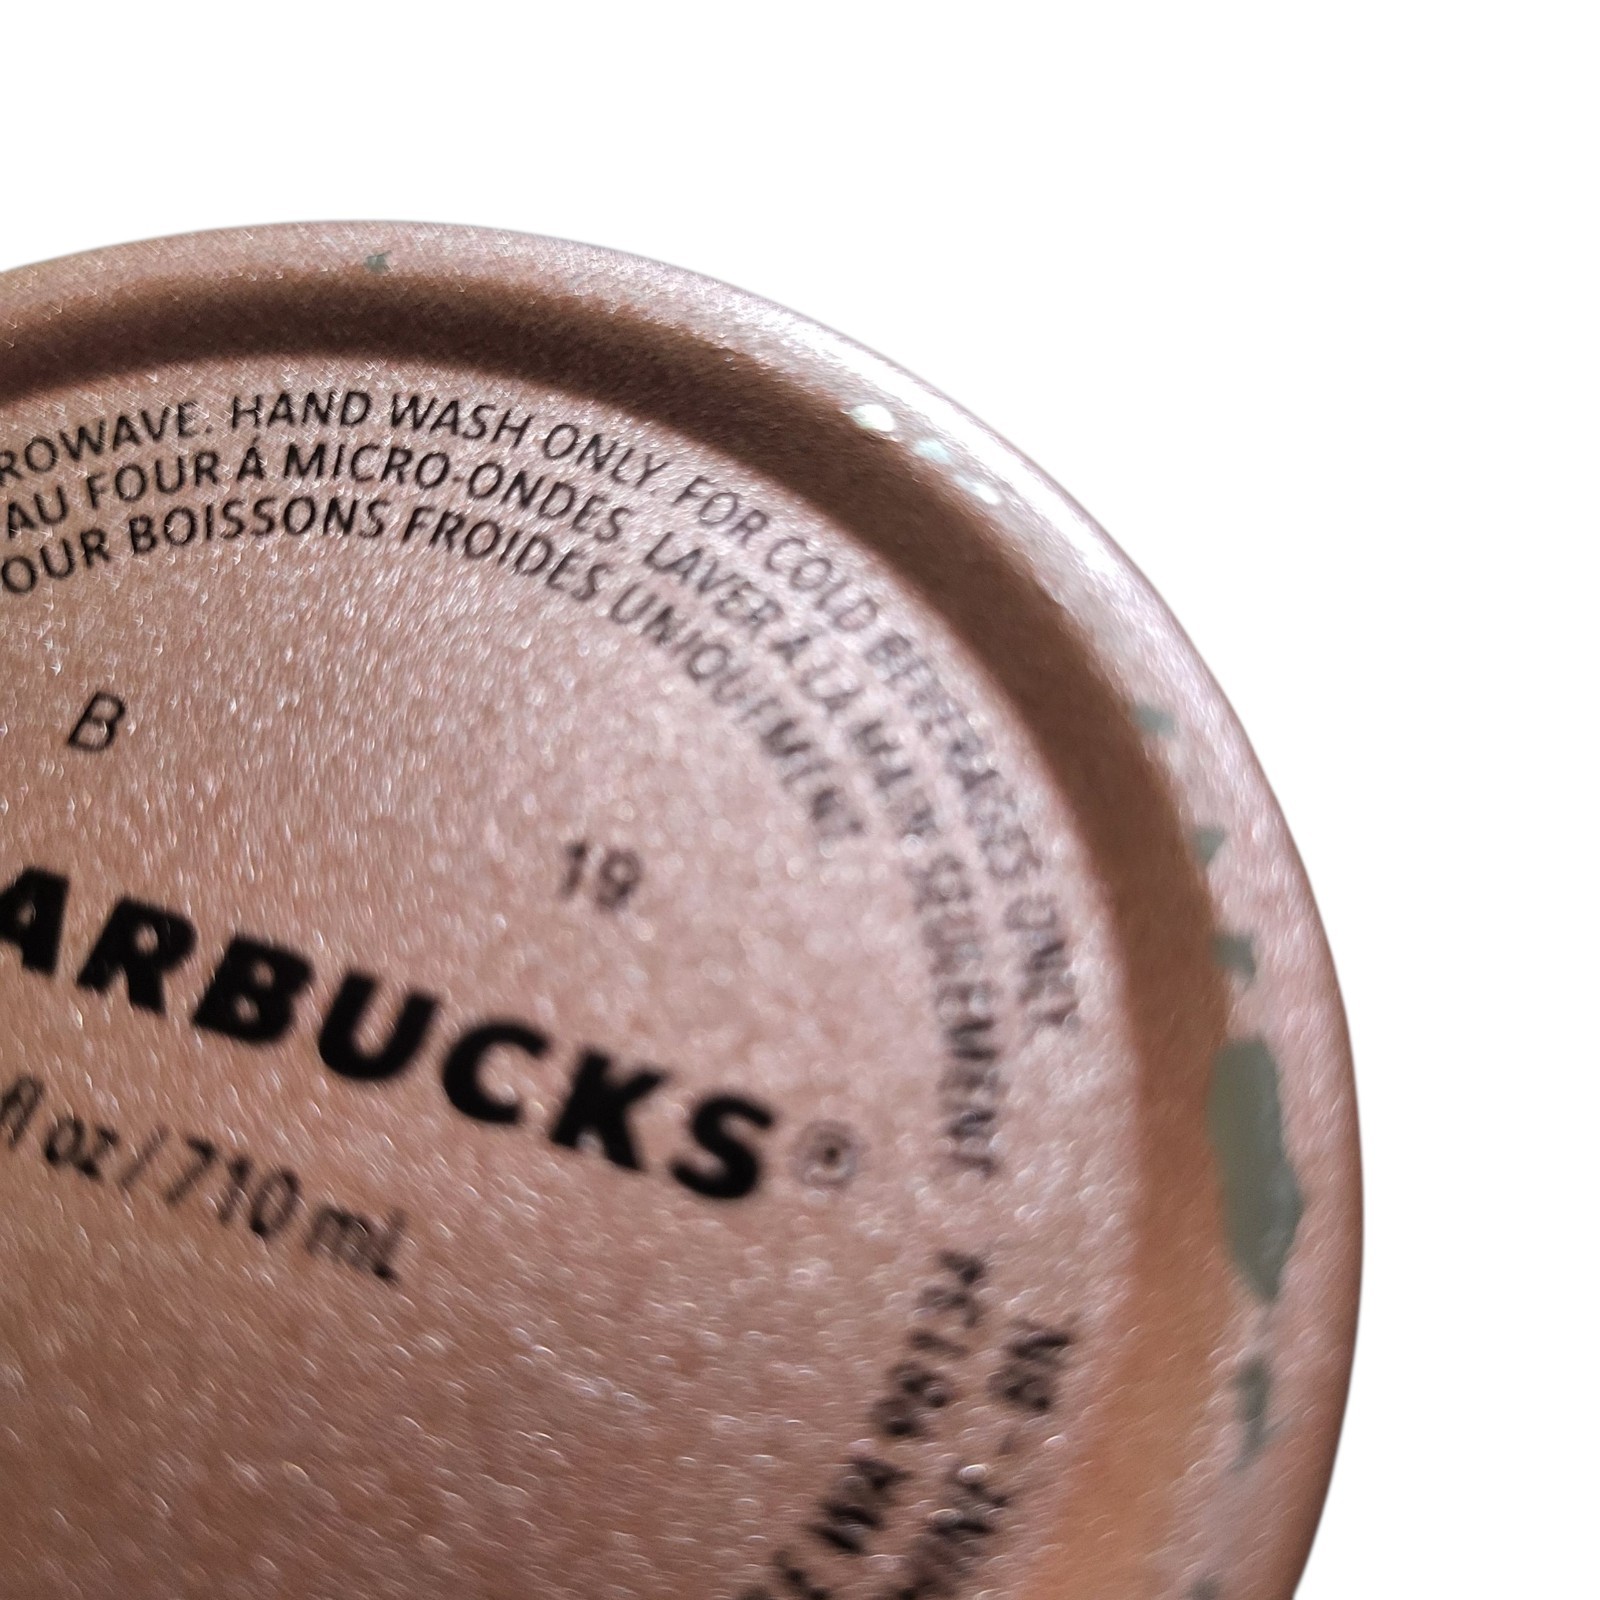 ROWAVE. HAND WASH ONLY. FOR COLD BEVERAGES ONLY.
AU FOUR Á MICRO-ONDES. LAVER À LA MAIN SEULEMENT
OUR BOISSONS FROIDES UNIQUEMENT
B
19
ARBUCKS®
fl oz / 710 mL